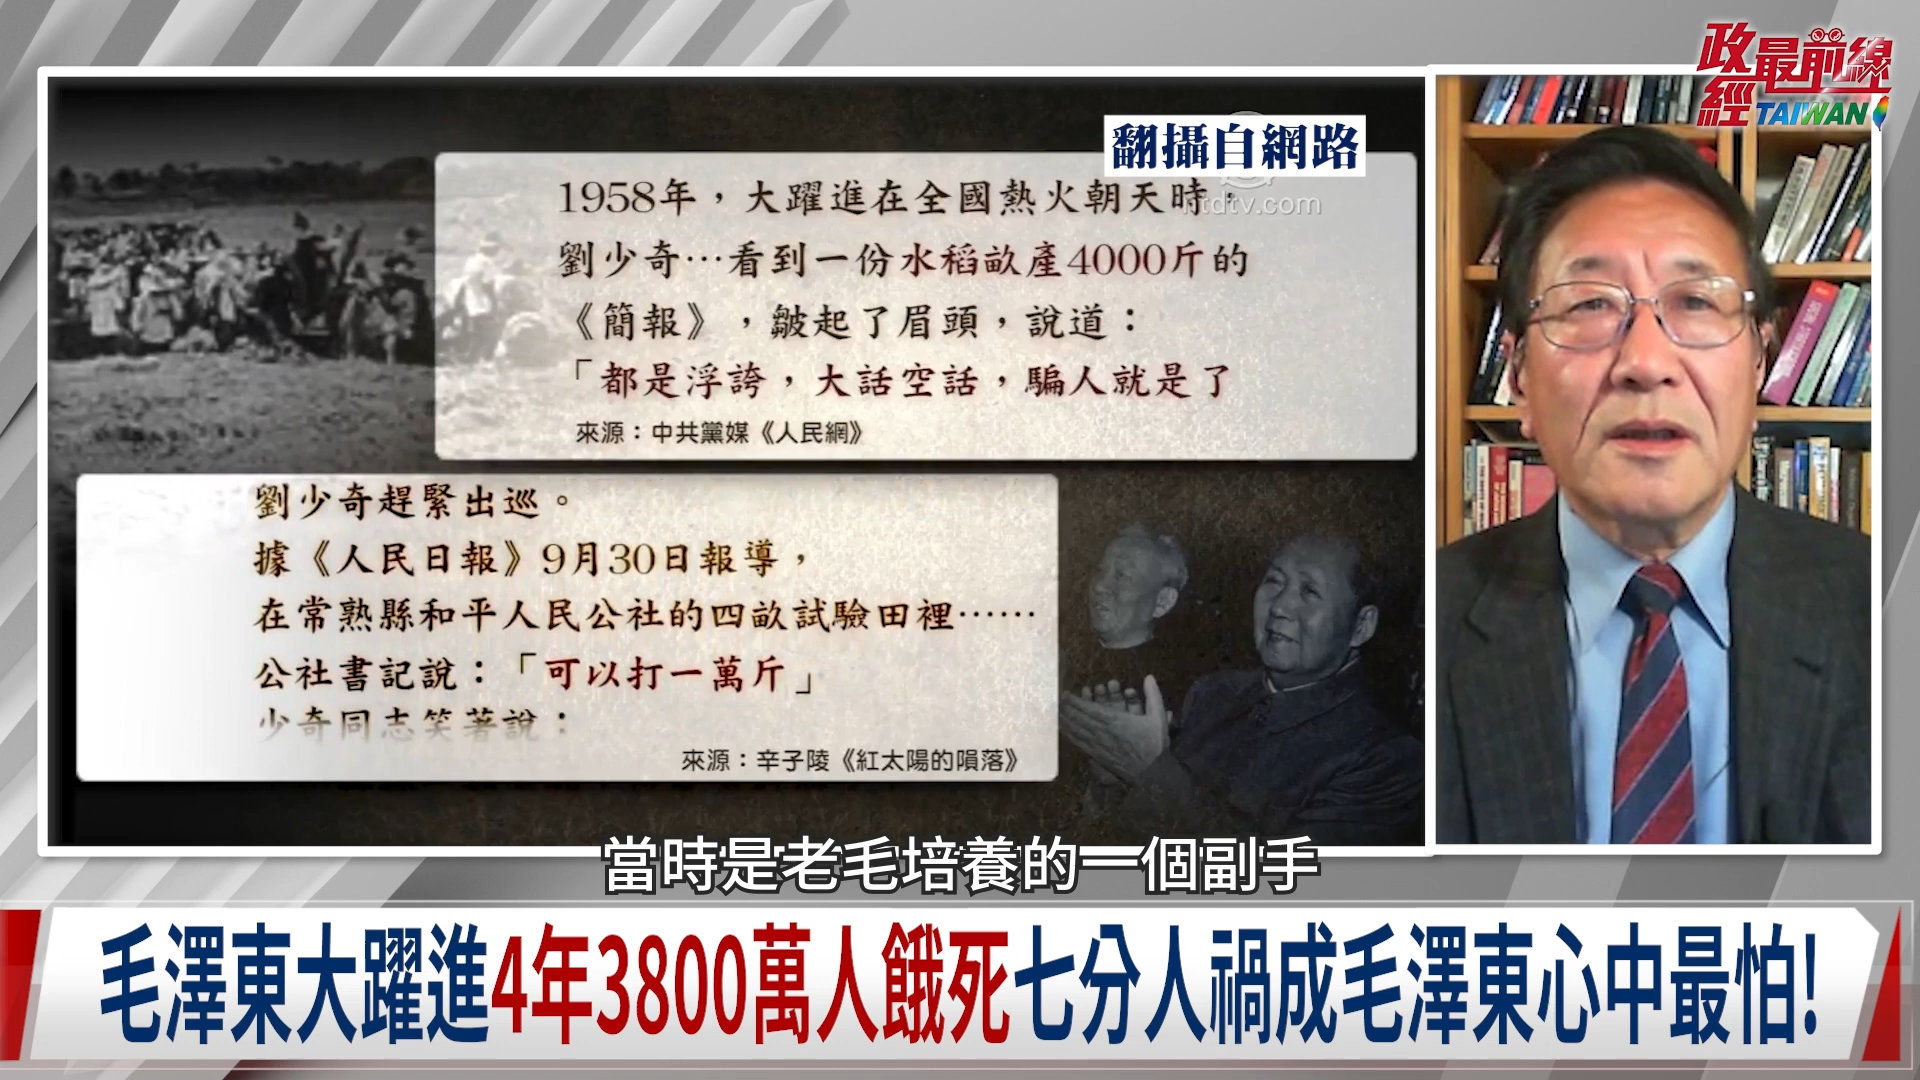 政經最前線
TAIWAN
翻攝自網路
ntdtv.com
1958年，大躍進在全國熱火朝天時，
劉少奇…看到一份水稻畝產4000斤的
《簡報》，皺起了眉頭，說道：
「都是浮誇，大話空話，騙人就是了
來源：中共黨媒《人民網》
劉少奇趕緊出巡。
據《人民日報》9月30日報導，
在常熟縣和平人民公社的四畝試驗田裡……
公社書記說：「可以打一萬斤」
少奇同志笑著說：
來源：辛子陵《紅太陽的隕落》
當時是老毛培養的一個副手
毛澤東大躍進4年3800萬人餓死七分人禍成毛澤東心中最怕!